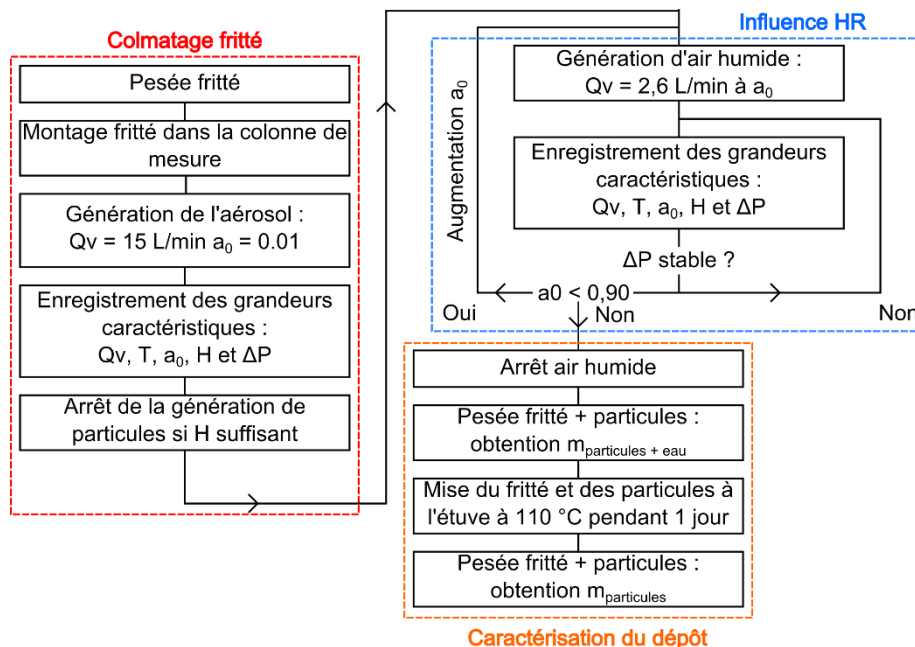 Colmatage fritté
Pesée fritté
Montage fritté dans la colonne de
mesure
Génération de l'aérosol :
Qv = 15 L/min a₀ = 0.01
Enregistrement des grandeurs
caractéristiques :
Qv, T, a₀, H et ΔP
Arrêt de la génération de
particules si H suffisant
Influence HR
Augmentation a₀
Génération d'air humide :
Qv = 2,6 L/min à a₀
Enregistrement des grandeurs
caractéristiques :
Qv, T, a₀, H et ΔP
ΔP stable ?
a0 < 0,90
Oui
Non
Non
Arrêt air humide
Pesée fritté + particules :
obtention m particules + eau
Mise du fritté et des particules à
l'étuve à 110 °C pendant 1 jour
Pesée fritté + particules :
obtention m particules
Caractérisation du dépôt